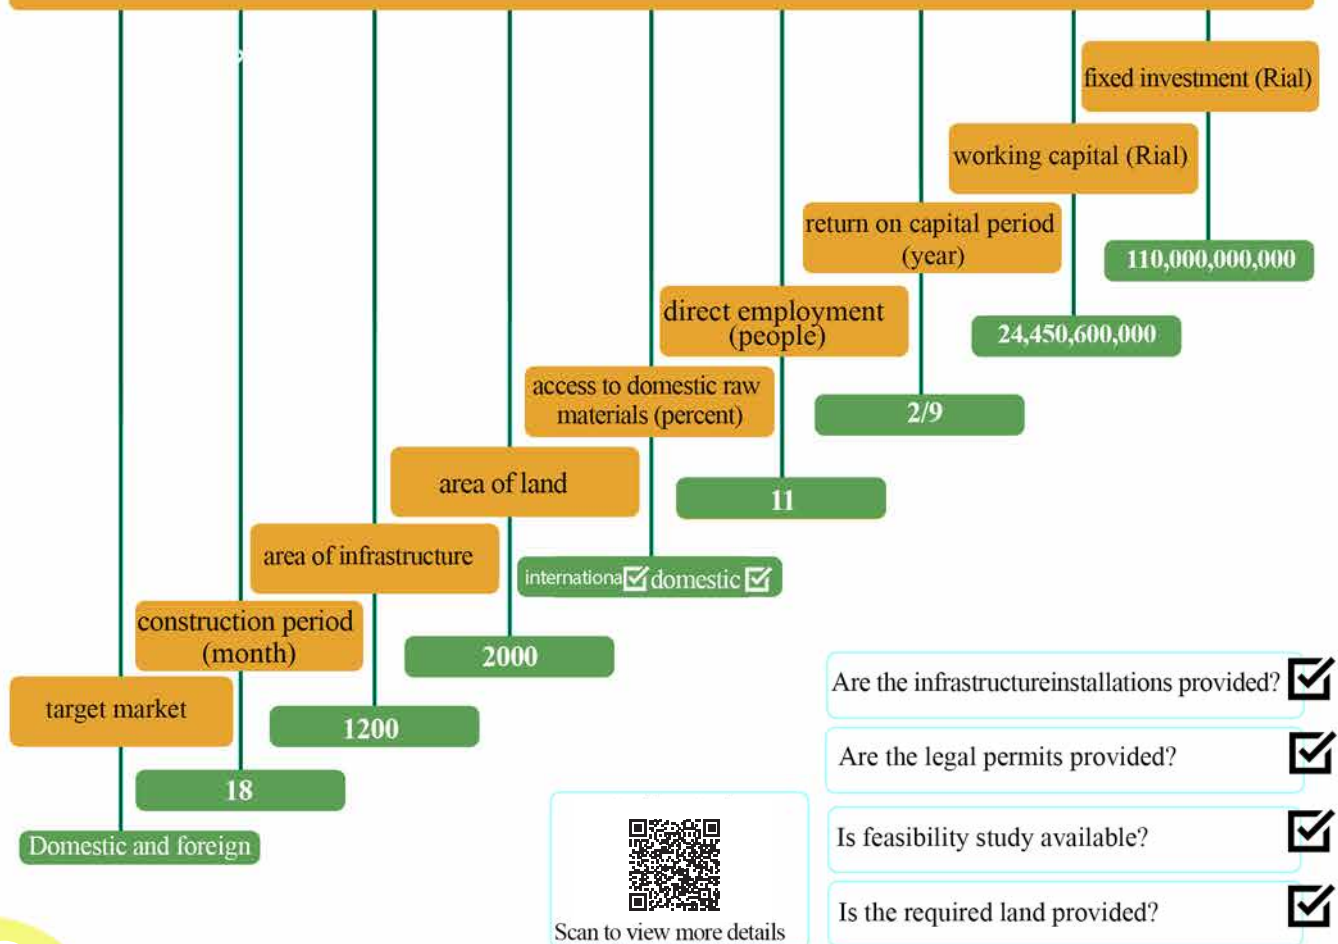 fixed investment (Rial)
110,000,000,000
working capital (Rial)
24,450,600,000
return on capital period
(year)
2/9
direct employment
(people)
11
access to domestic raw
materials (percent)
internationa domestic
area of land
2000
area of infrastructure
1200
construction period
(month)
18
target market
Domestic and foreign
Are the infrastructureinstallations provided?
Are the legal permits provided?
Is feasibility study available?
Is the required land provided?
Scan to view more details